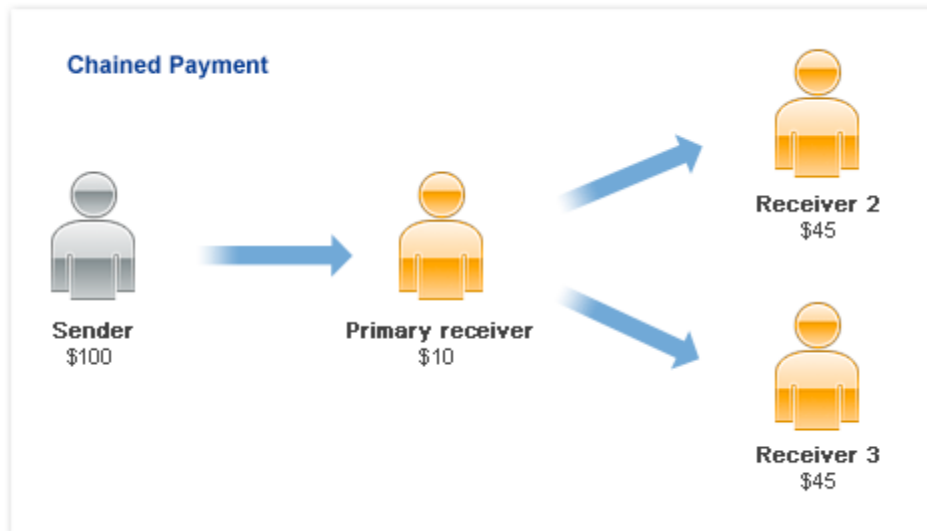 Chained Payment
Sender
$100
Primary receiver
$10
Receiver 2
$45
Receiver 3
$45